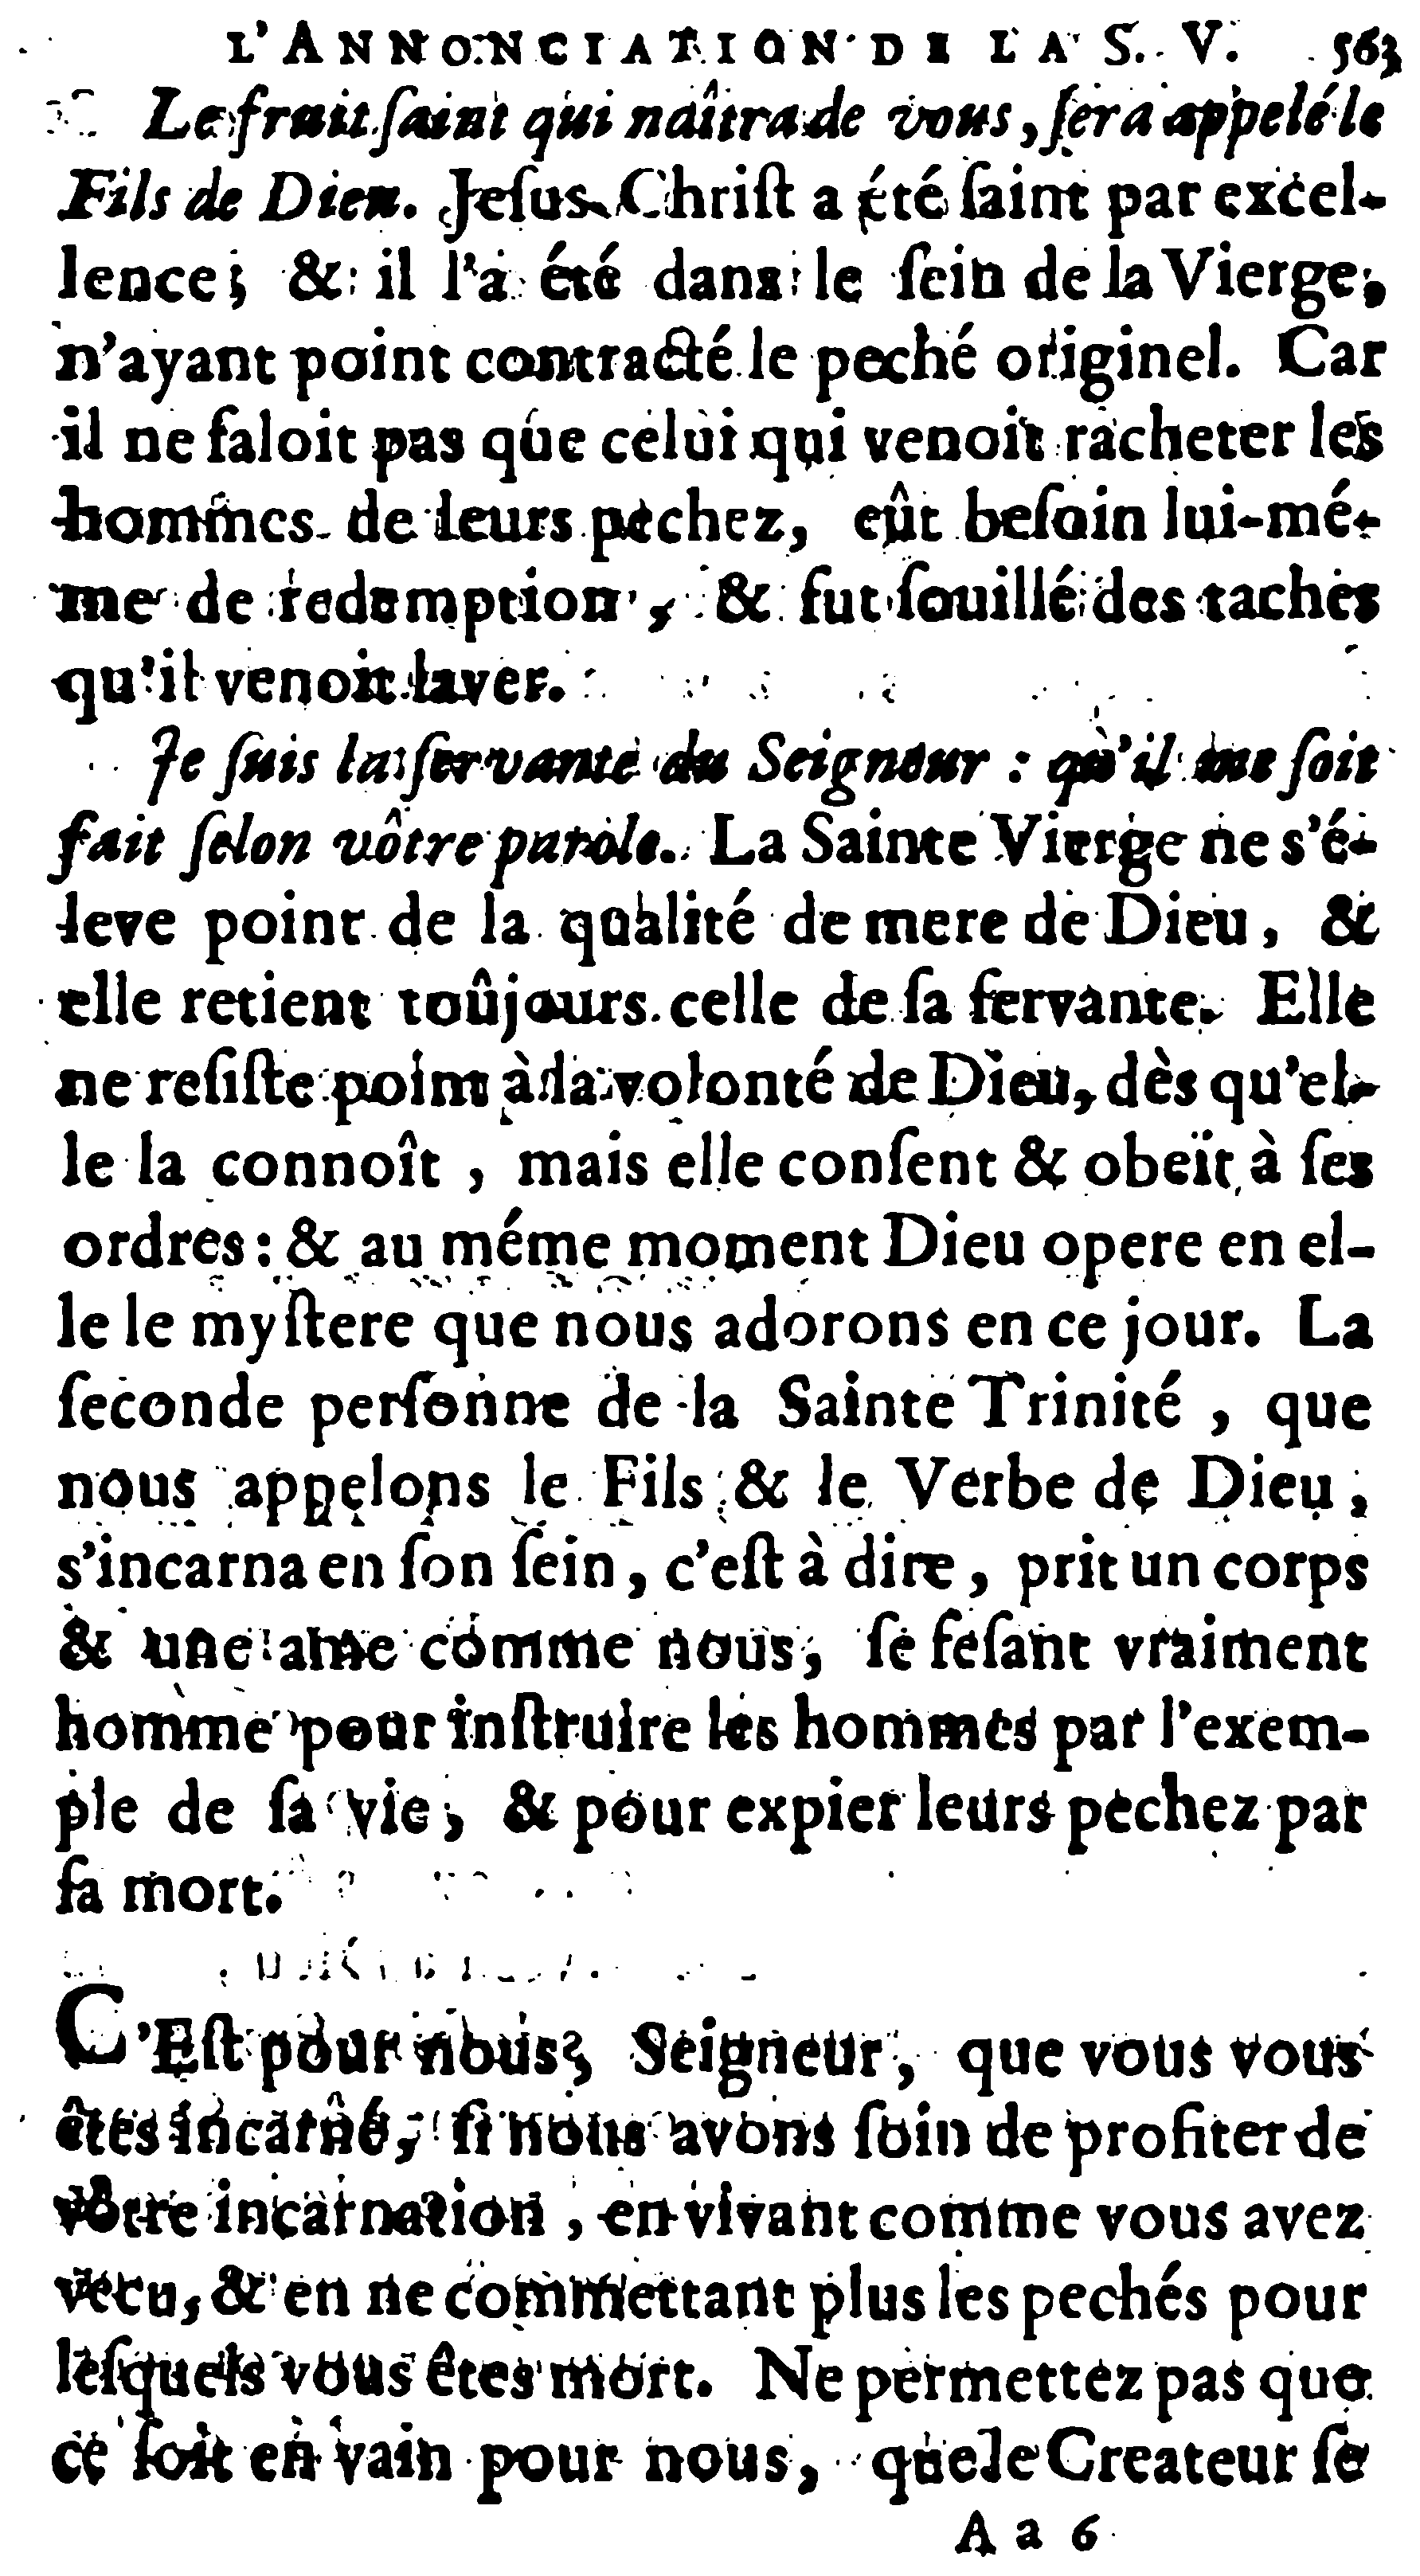 L'ANNONCIATION DE LA S. V. 563
Le fruit ſaint qui naîtra de vous, ſera appelé le
Fils de Dieu. Jeſus-Chriſt a été ſaint par excel-
lence; & il l'a été dans le ſein de la Vierge,
n'ayant point contracté le peché originel. Car
il ne faloit pas que celui qui venoit racheter les
hommes de leurs pechez, eût beſoin lui-mé-
me de redemption, & fut ſouillé des taches
qu'il venoit laver.
Je ſuis la ſervante du Seigneur : qu'il me ſoit
fait ſelon vôtre parole. La Sainte Vierge ne s'é-
leve point de la qualité de mere de Dieu, &
elle retient toûjours celle de ſa ſervante. Elle
ne reſiſte point à la volonté de Dieu, dès qu'el-
le la connoît, mais elle conſent & obeït à ſes
ordres : & au méme moment Dieu opere en el-
le le myſtere que nous adorons en ce jour. La
ſeconde perſonne de la Sainte Trinité, que
nous appelons le Fils & le Verbe de Dieu,
s'incarna en ſon ſein, c'eſt à dire, prit un corps
& une ame comme nous, ſe feſant vraiment
homme pour inſtruire les hommes par l'exem-
ple de ſa vie, & pour expier leurs pechez par
ſa mort.
C'Eſt pour nous, Seigneur, que vous vous
êtes incarné, ſi nous avons ſoin de profiter de
vôtre incarnation, en vivant comme vous avez
vecu, & en ne commettant plus les pechés pour
leſquels vous êtes mort. Ne permettez pas que
ce ſoit en vain pour nous, que le Createur ſe
A a 6